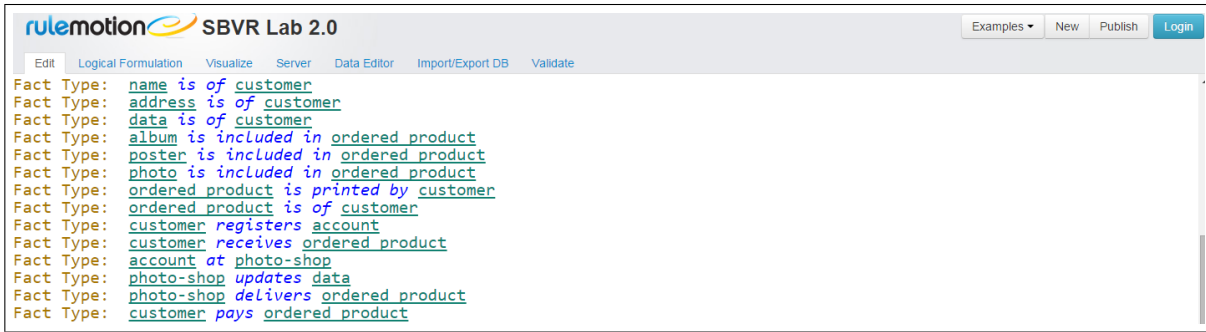 rulemotion SBVR Lab 2.0 Examples New Publish Login
Edit Logical Formulation Visualize Server Data Editor Import/Export DB Validate
Fact Type: name is of customer
Fact Type: address is of customer
Fact Type: data is of customer
Fact Type: album is included in ordered product
Fact Type: poster is included in ordered product
Fact Type: photo is included in ordered product
Fact Type: ordered product is printed by customer
Fact Type: ordered product is of customer
Fact Type: customer registers account
Fact Type: customer receives ordered product
Fact Type: account at photo-shop
Fact Type: photo-shop updates data
Fact Type: photo-shop delivers ordered product
Fact Type: customer pays ordered product